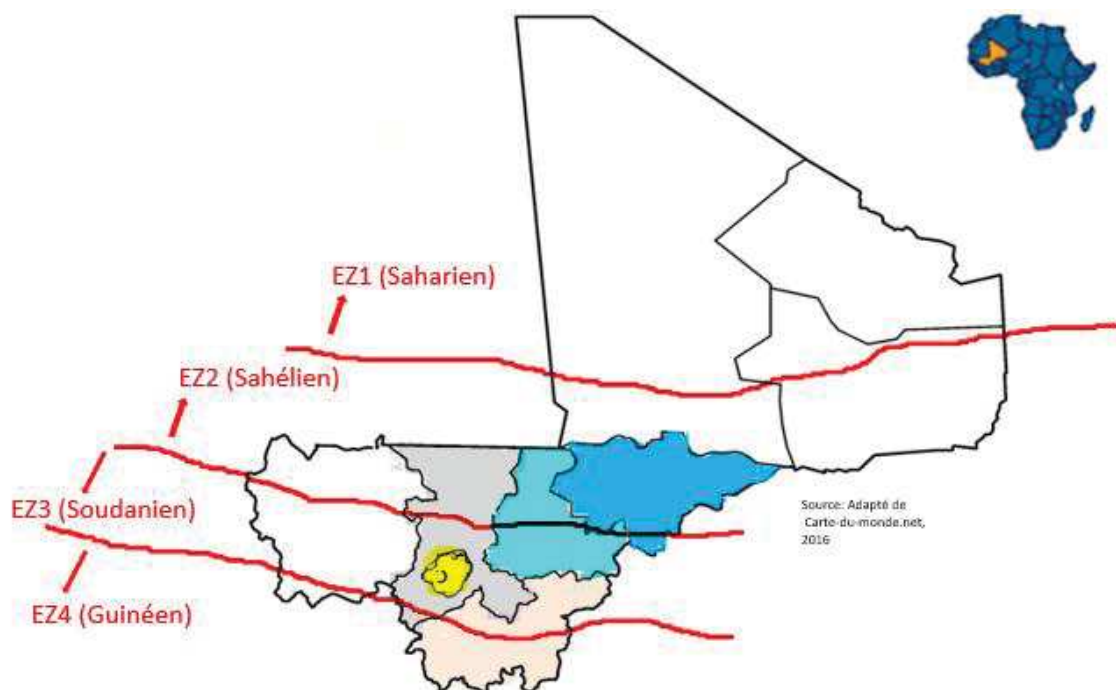 EZ1 (Saharien)
EZ2 (Sahélien)
EZ3 (Soudanien)
EZ4 (Guinéen)
Source: Adapté de
Carte-du-monde.net,
2016